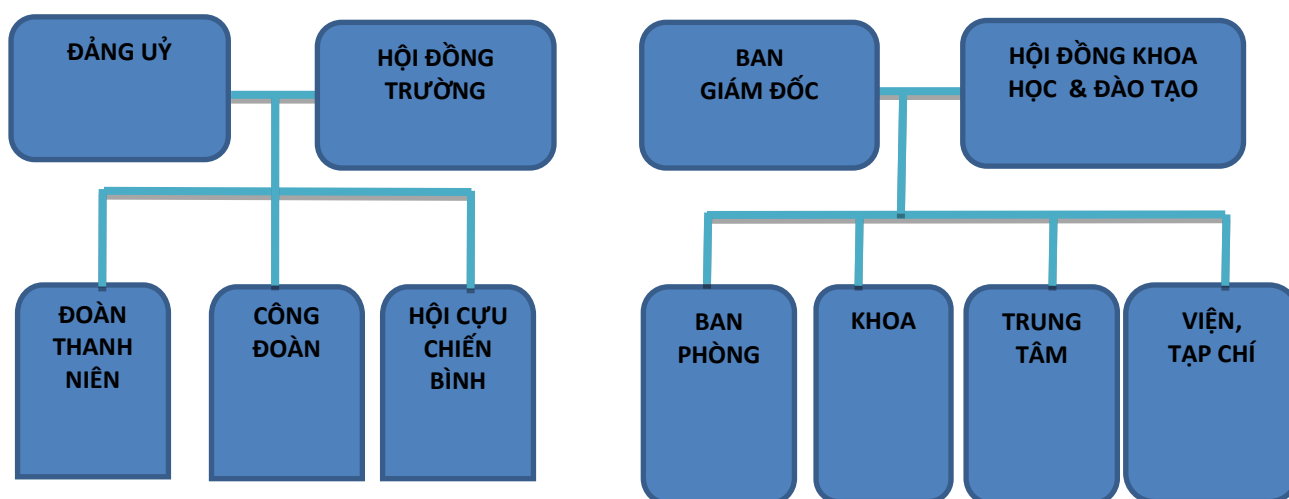 ĐẢNG UỶ
HỘI ĐỒNG
TRƯỜNG
BAN
GIÁM ĐỐC
HỘI ĐỒNG KHOA
HỌC & ĐÀO TẠO
ĐOÀN
THANH
NIÊN
CÔNG
ĐOÀN
HỘI CỰU
CHIẾN
BÌNH
BAN
PHÒNG
KHOA
TRUNG
TÂM
VIỆN,
TẠP CHÍ